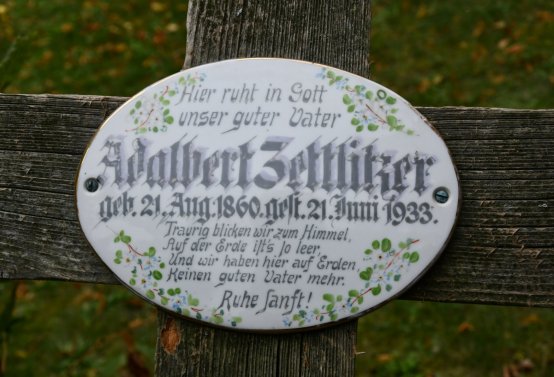 Hier ruht in Gott
unser guter Vater
Adalbert Zettlitzer
geb. 21. Aug. 1860. gest. 21. Juni 1933.
Traurig blicken wir zum Himmel,
Auf der Erde ist's so leer,
Und wir haben hier auf Erden
Keinen guten Vater mehr.
Ruhe sanft!